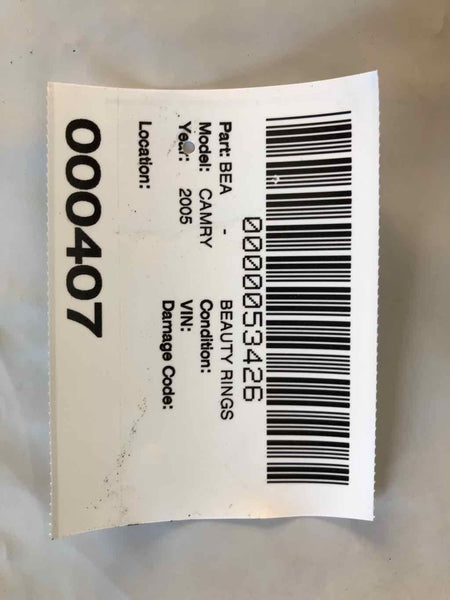 0000053426
Part: BEA - BEAUTY RINGS
Model: CAMRY Condition:
Year: 2005 VIN:
Damage Code:
Location:
000407